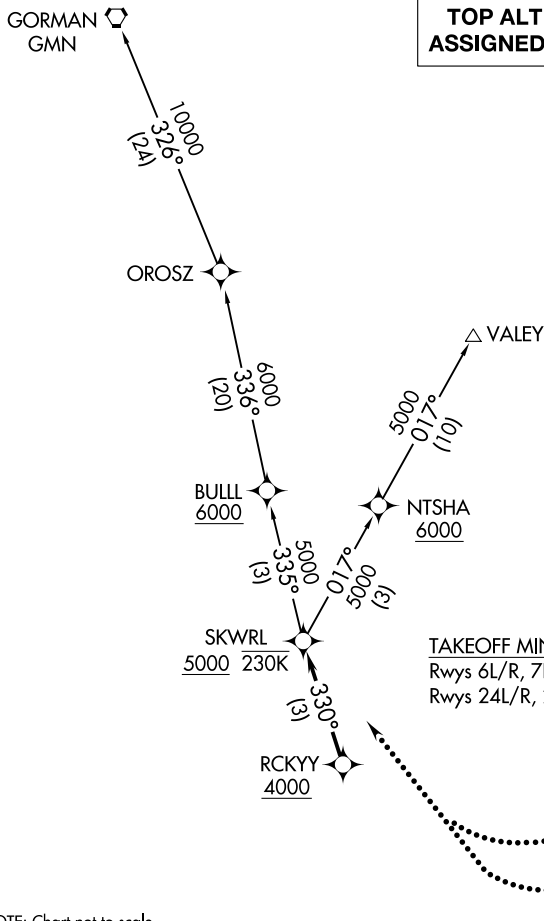 GORMAN
GMN
TOP ALT
ASSIGNED
10000
326°
(24)
OROSZ
VALEY
6000
336°
(20)
5000
017°
(10)
BULLL
6000
NTSHA
6000
5000
335°
(3)
017°
5000
(3)
SKWRL
5000 230K
TAKEOFF MIN
Rwys 6L/R, 7
Rwys 24L/R,
330°
(3)
RCKYY
4000
OTE: Chart not to scale